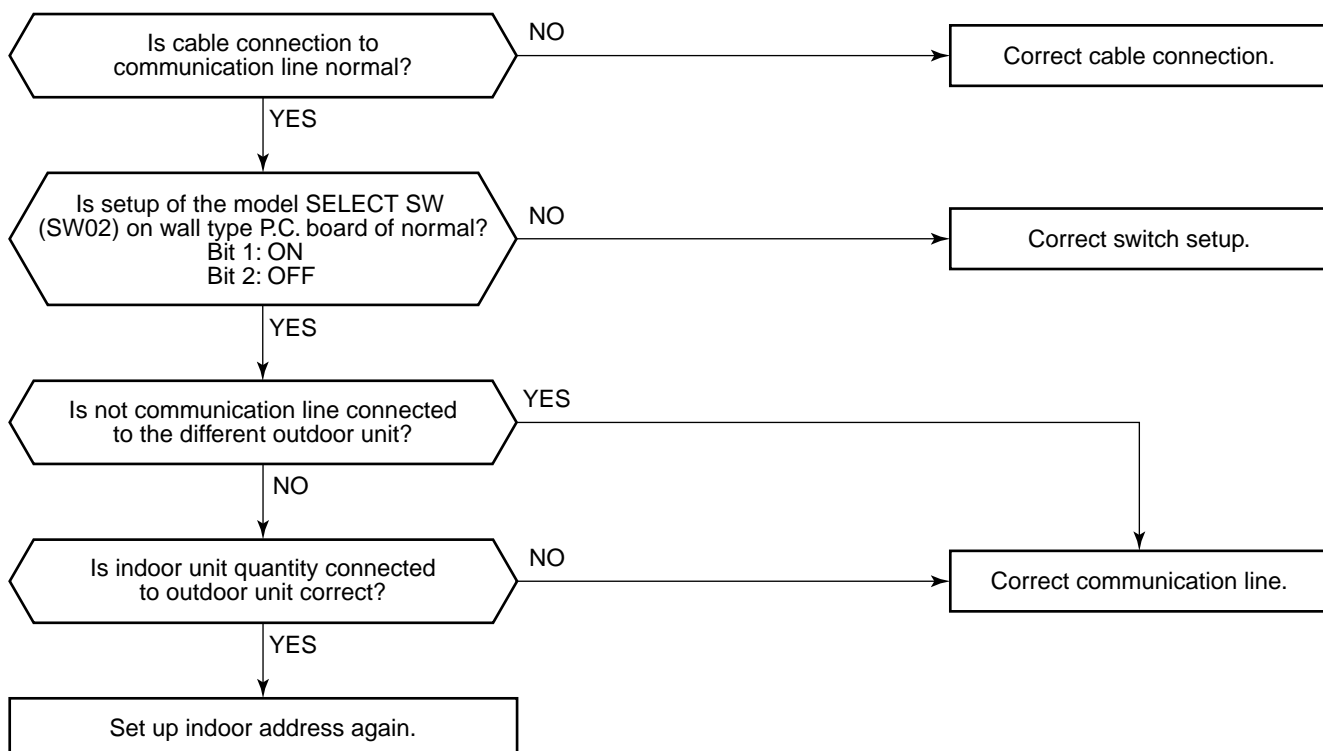 Is cable connection to
communication line normal?
NO
Correct cable connection.
YES
Is setup of the model SELECT SW
(SW02) on wall type P.C. board of normal?
Bit 1: ON
Bit 2: OFF
NO
Correct switch setup.
YES
Is not communication line connected
to the different outdoor unit?
YES
NO
Is indoor unit quantity connected
to outdoor unit correct?
NO
Correct communication line.
YES
Set up indoor address again.